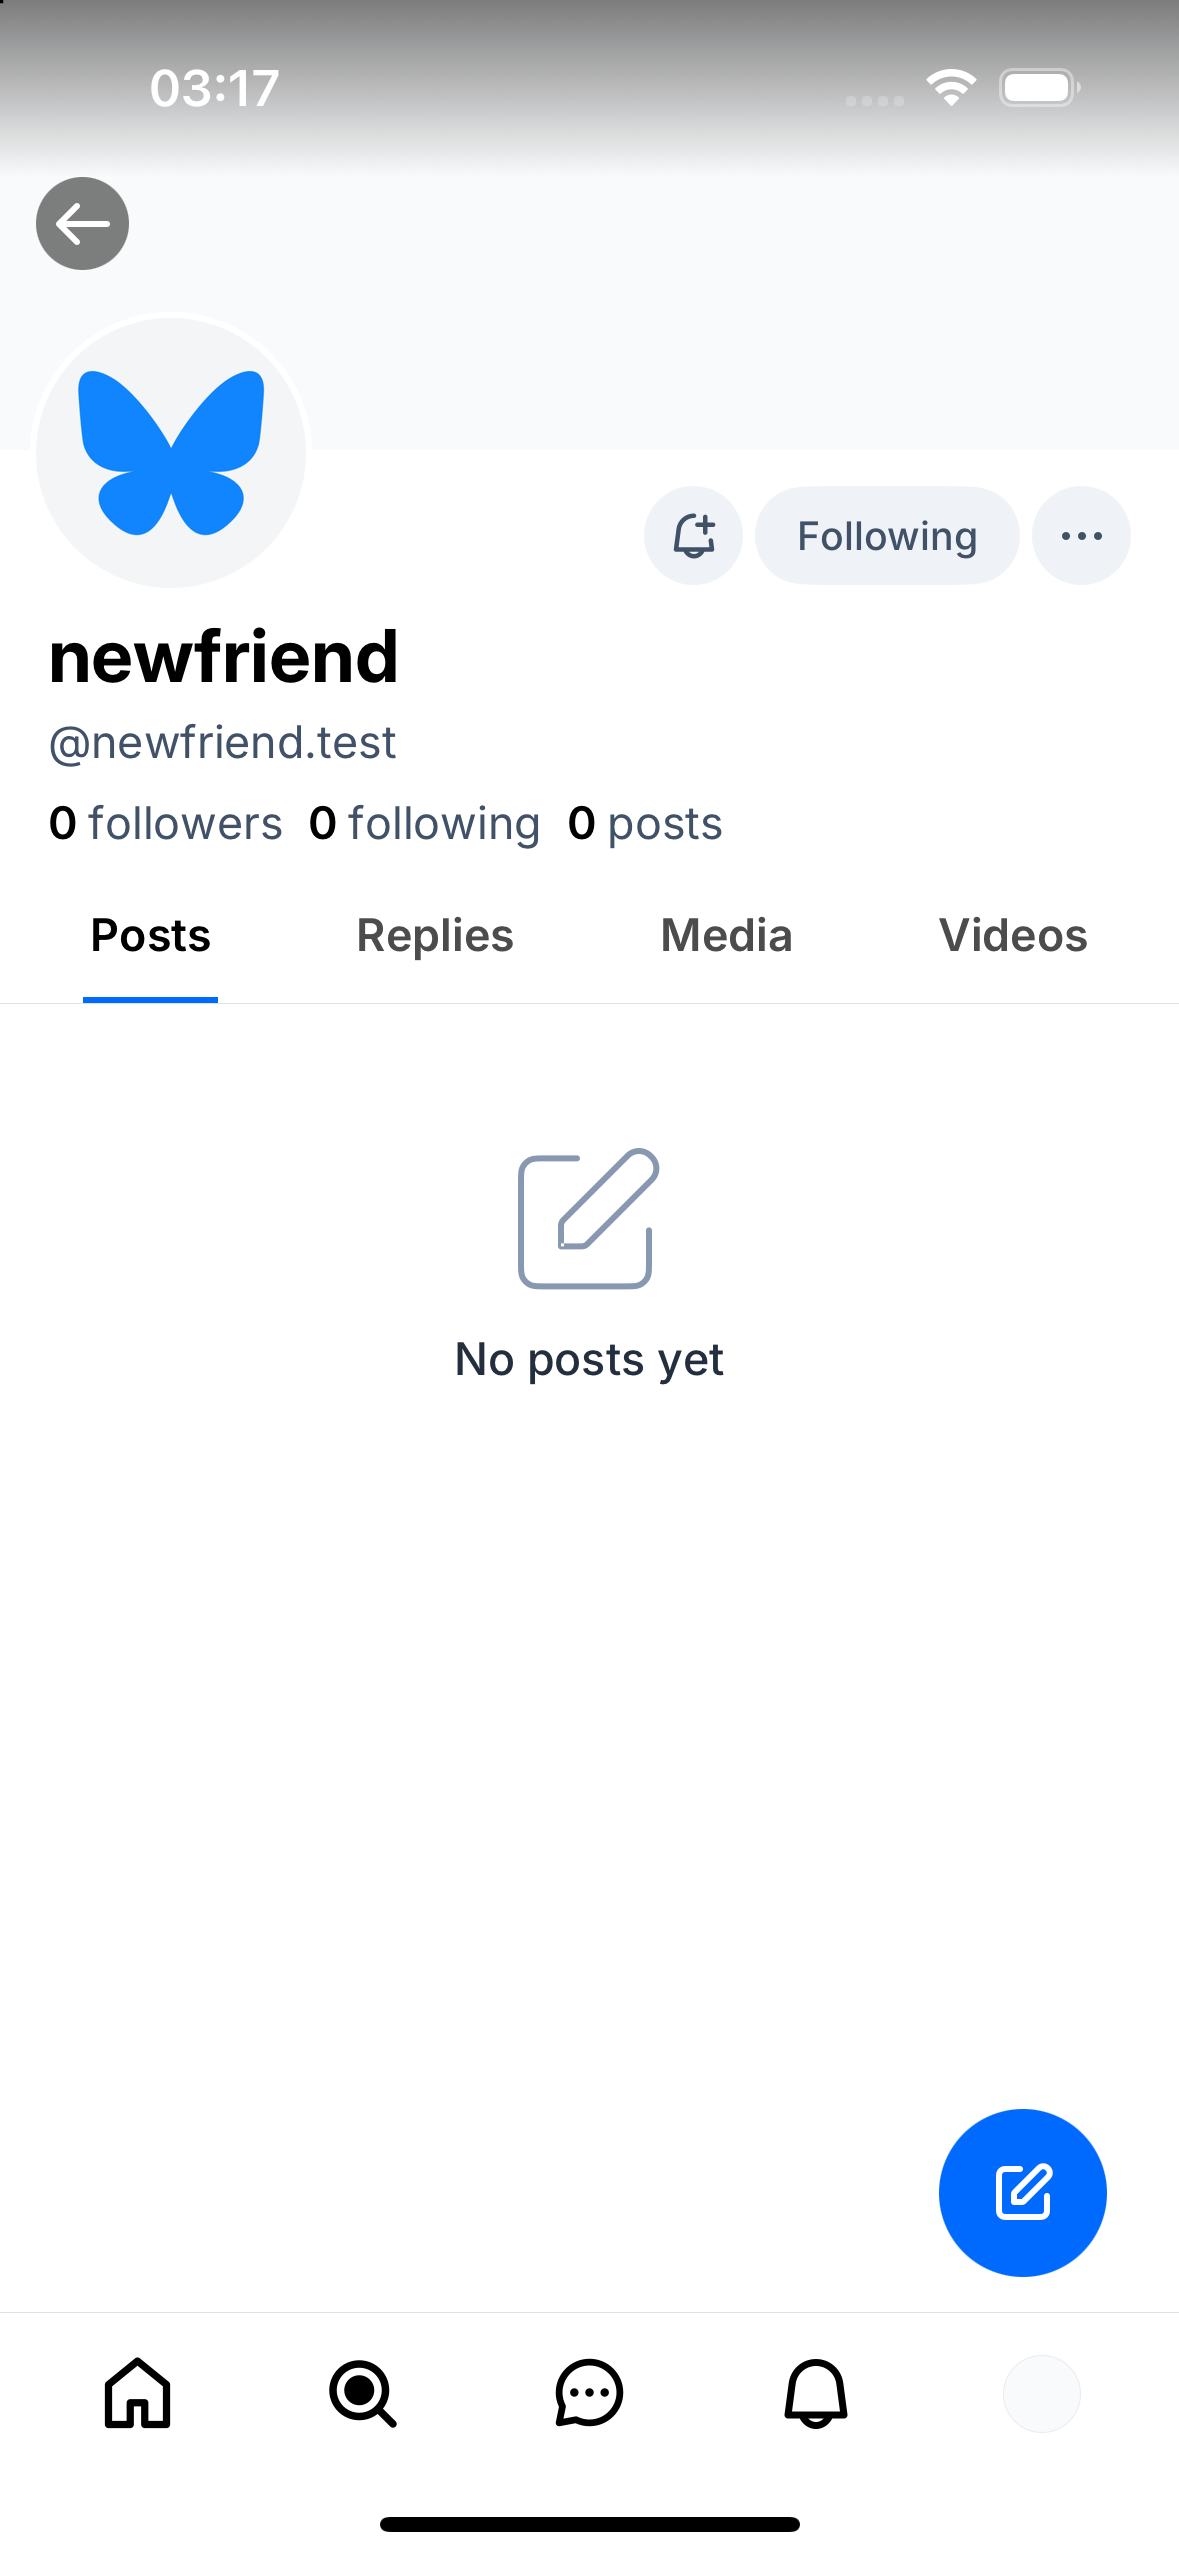 03:17
Following
newfriend
@newfriend.test
0 followers 0 following 0 posts
Posts Replies Media Videos
No posts yet